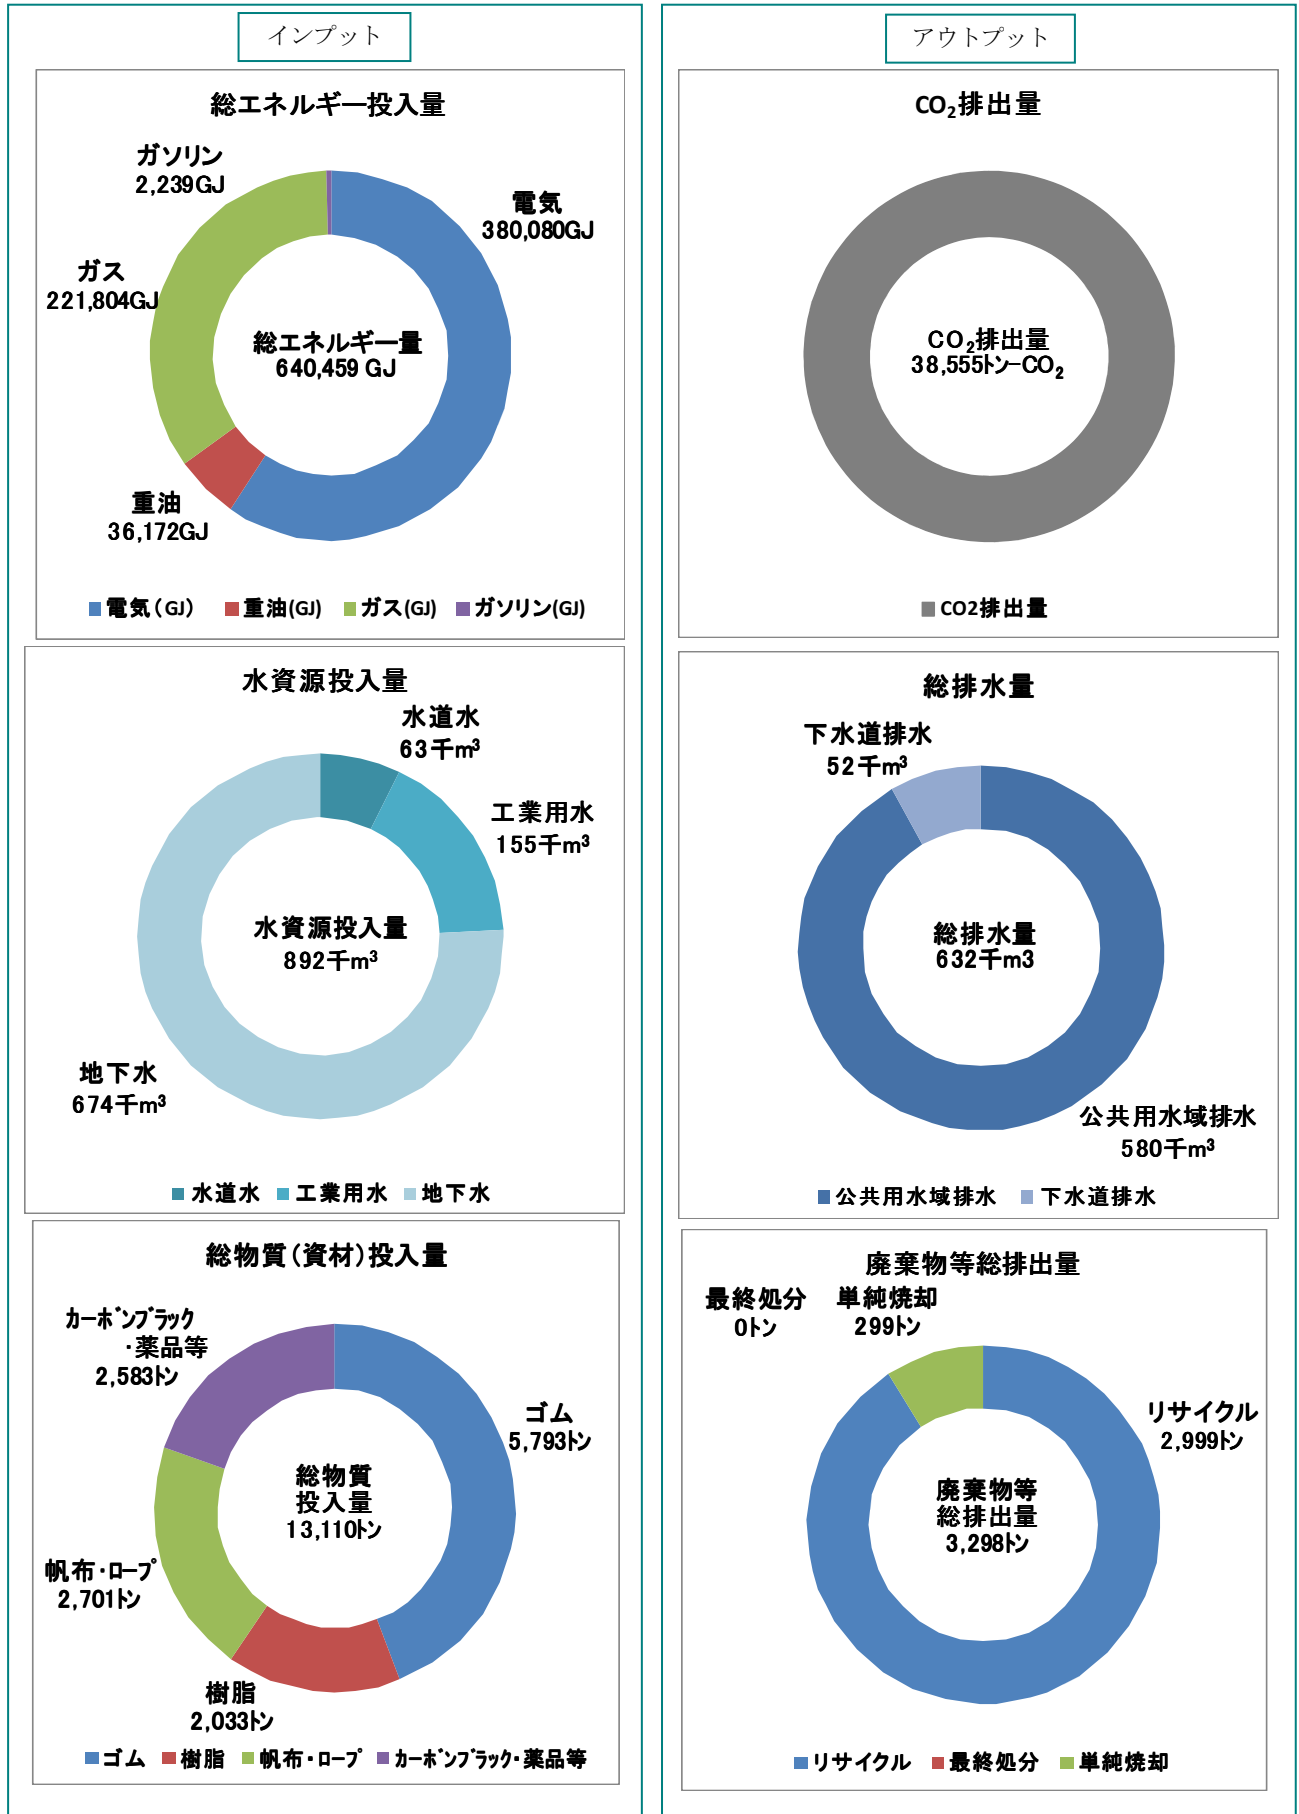 インプット
総エネルギー投入量
ガソリン
2,239GJ
電気
380,080GJ
ガス
221,804GJ
総エネルギー量
640,459 GJ
重油
36,172GJ
電気（GJ） 重油(GJ) ガス(GJ) ガソリン(GJ)
水資源投入量
水道水
63千m³
工業用水
155千m³
水資源投入量
892千m³
地下水
674千m³
水道水 工業用水 地下水
総物質（資材）投入量
ｶｰﾎﾞﾝﾌﾞﾗｯｸ
・薬品等
2,583ﾄﾝ
ゴム
5,793ﾄﾝ
総物質
投入量
13,110ﾄﾝ
帆布・ﾛｰﾌﾟ
2,701ﾄﾝ
樹脂
2,033ﾄﾝ
ゴム 樹脂 帆布・ﾛｰﾌﾟ ｶｰﾎﾞﾝﾌﾞﾗｯｸ・薬品等
アウトプット
CO₂排出量
CO₂排出量
38,555ﾄﾝ-CO₂
CO2排出量
総排水量
下水道排水
52千m³
総排水量
632千m3
公共用水域排水
580千m³
公共用水域排水 下水道排水
廃棄物等総排出量
最終処分
0ﾄﾝ
単純焼却
299ﾄﾝ
リサイクル
2,999ﾄﾝ
廃棄物等
総排出量
3,298ﾄﾝ
リサイクル 最終処分 単純焼却